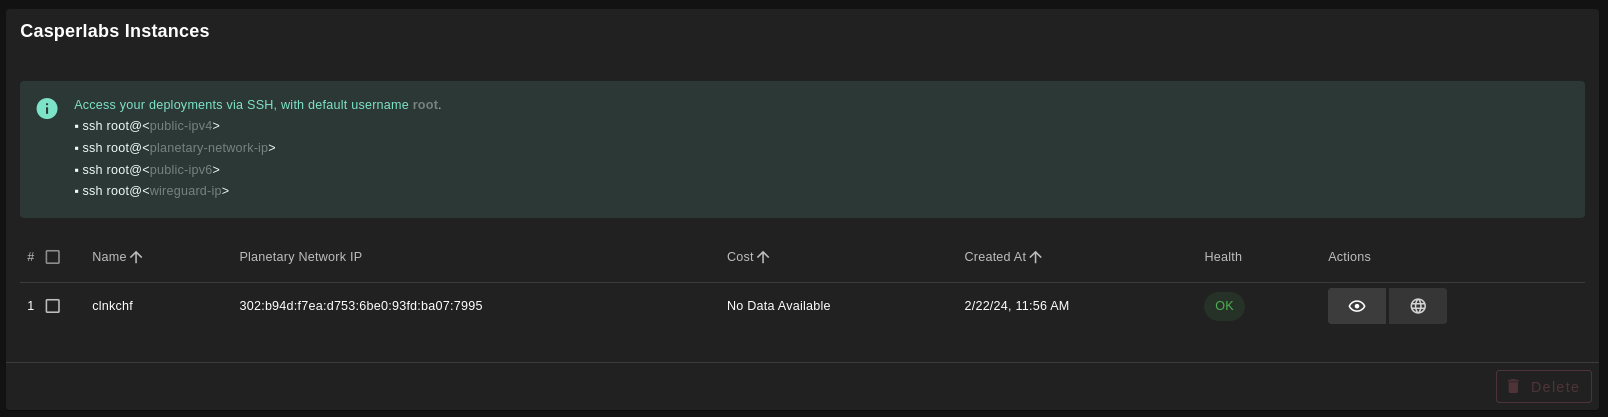 Casperlabs Instances
Access your deployments via SSH, with default username root.
▪ ssh root@<public-ipv4>
▪ ssh root@<planetary-network-ip>
▪ ssh root@<public-ipv6>
▪ ssh root@<wireguard-ip>
# Name Planetary Network IP Cost Created At Health Actions
1 clnkchf 302:b94d:f7ea:d753:6be0:93fd:ba07:7995 No Data Available 2/22/24, 11:56 AM OK
Delete